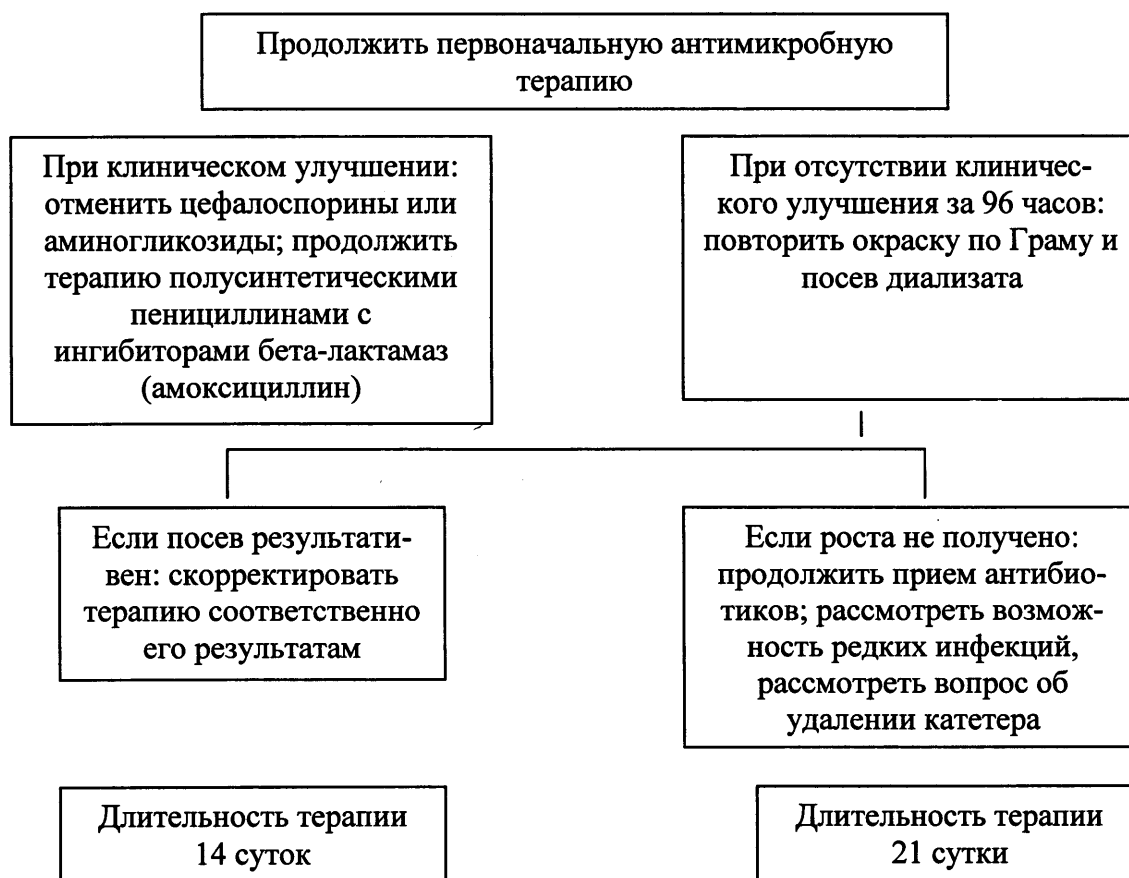 Продолжить первоначальную антимикробную
терапию
При клиническом улучшении:
отменить цефалоспорины или
аминогликозиды; продолжить
терапию полусинтетическими
пенициллинами с
ингибиторами бета-лактамаз
(амоксициллин)
При отсутствии клиничес-
кого улучшения за 96 часов:
повторить окраску по Граму и
посев диализата
Если посев результати-
вен: скорректировать
терапию соответственно
его результатам
Если роста не получено:
продолжить прием антибио-
тиков; рассмотреть возмож-
ность редких инфекций,
рассмотреть вопрос об
удалении катетера
Длительность терапии
14 суток
Длительность терапии
21 сутки